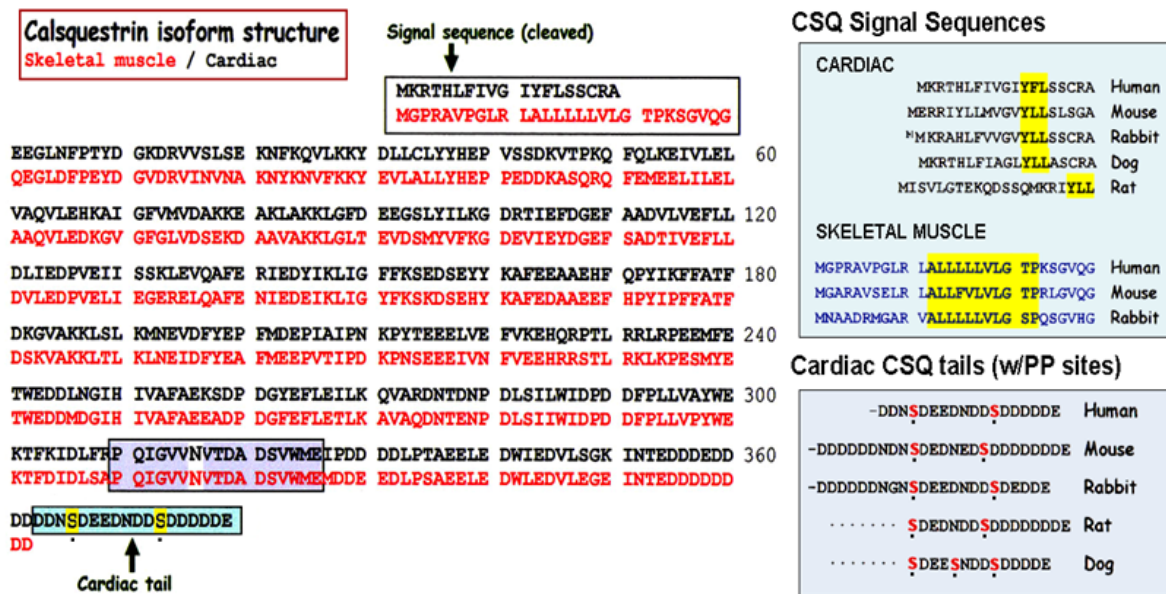 Calsquestrin isoform structure
Skeletal muscle / Cardiac
Signal sequence (cleaved)
MKRTHLFIVG IYFLSSCRA
MGPRAVPGLR LALLLLLVLG TPKSGVQG
EEGLNFPTYD GKDRVVSLSE KNFKQVLKKY DLLCLYYHEP VSSDKVTPKQ FQLKEIVLEL 60
QEGLDFPEYD GVDRVINVNA KNYKNVFKKY EVLALLYHEP PEDDKASQRQ FEMEELILEL
VAQVLEHKAI GFVMVDAKKE AKLAKKLGFD EEGSLYILKG DRTIEFDGEF AADVLVEFLL 120
AAQVLEDKGV GFGLVDSEKD AAVAKKLGLT EVDSMYVFKG DEVIEYDGEF SADTIVEFLL
DLIEDPVEII SSKLEVQAFE RIEDYIKLIG FFKSEDSEYY KAFEEAAEHF QPYIKFFATF 180
DVLEDPVELI EGERELQAFE NIEDEIKLIG YFKSKDSEHY KAFEDAAEEF HPYIPFFATF
DKGVAKKLSL KMNEVDFYEP FMDEPIAIPN KPYTEEELVE FVKEHQRPTL RRLRPEEMFE 240
DSKVAKKLTL KLNEIDFYEA FMEEPVTIPD KPNSEEEIVN FVEEHRRSTL RKLKPESMYE
TWEDDLNGIH IVAFAEKSDP DGYEFLEILK QVARDNTDNP DLSILWIDPD DFPLLVAYWE 300
TWEDDMDGIH IVAFAEEADP DGFEFLETLK AVAQDNTENP DLSIIWIDPD DFPLLVPYWE
KTFKIDLFRP QIGVVNVTDA DSVWMEIPDD DDLPTAEELE DWIEDVLSGK INTEDDDEDD 360
KTFDIDLSAP QIGVVNVTDA DSVWMEMDDE EDLPSAEELE DWLEDVLEGE INTEDDDDDD
DDDDNSDEEDNDDSDDDDDE
DD
Cardiac tail
CSQ Signal Sequences
CARDIAC
MKRTHLFIVGIYFLSSCRA Human
MERRIYLLMVGVYLLSLSGA Mouse
MKRAHLFVVGVYLLSSCRA Rabbit
MKRTHLFIAGLYLLASCRA Dog
MISVLGTEKQDSSQMKRIYLL Rat
SKELETAL MUSCLE
MGPRAVPGLR LALLLLLVLG TPKSGVQG Human
MGARAVSELR LALLFVLVLG TPRLGVQG Mouse
MNAADRMGAR VALLLLLVLG SPQSGVHG Rabbit
Cardiac CSQ tails (w/PP sites)
-DDNSDEEDNDDSDDDDDE Human
-DDDDDDNDNSDEDNEDSDDDDDDDE Mouse
-DDDDDDNGNSDEEDNDDSDEDDE Rabbit
. . . . . . . SDEDNDDSDDDDDDDE Rat
. . . . . . . SDEESNDDSDDDDDE Dog